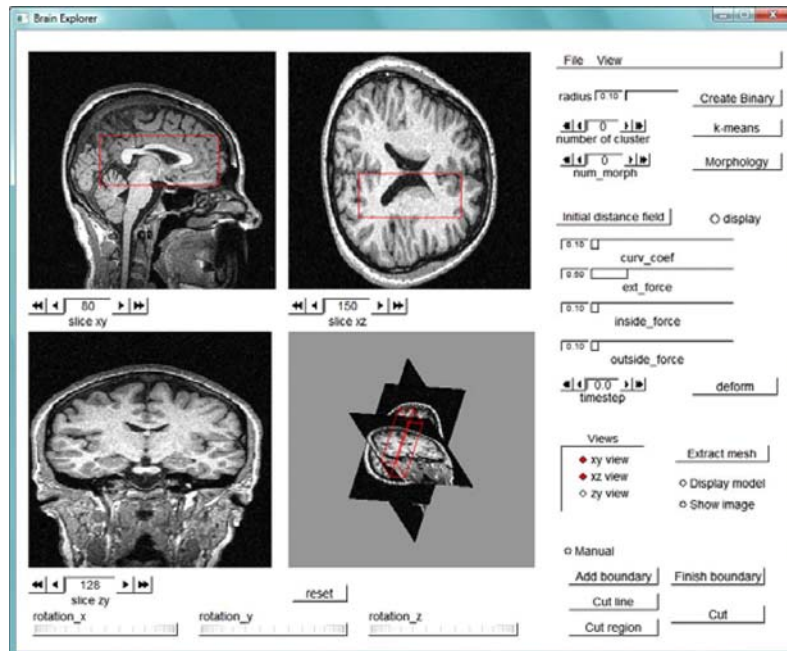 Brain Explorer
File View
radius 0.10
Create Binary
0
number of cluster
k-means
0
num_morph
Morphology
Initial distance field
display
0.10
curv_coef
0.50
ext_force
0.10
inside_force
0.10
outside_force
0.0
timestep
deform
80
slice xy
150
slice xz
Views
xy view
xz view
zy view
Extract mesh
Display model
Show image
Manual
Add boundary Finish boundary
Cut line
Cut
Cut region
128
slice zy
reset
rotation_x rotation_y rotation_z